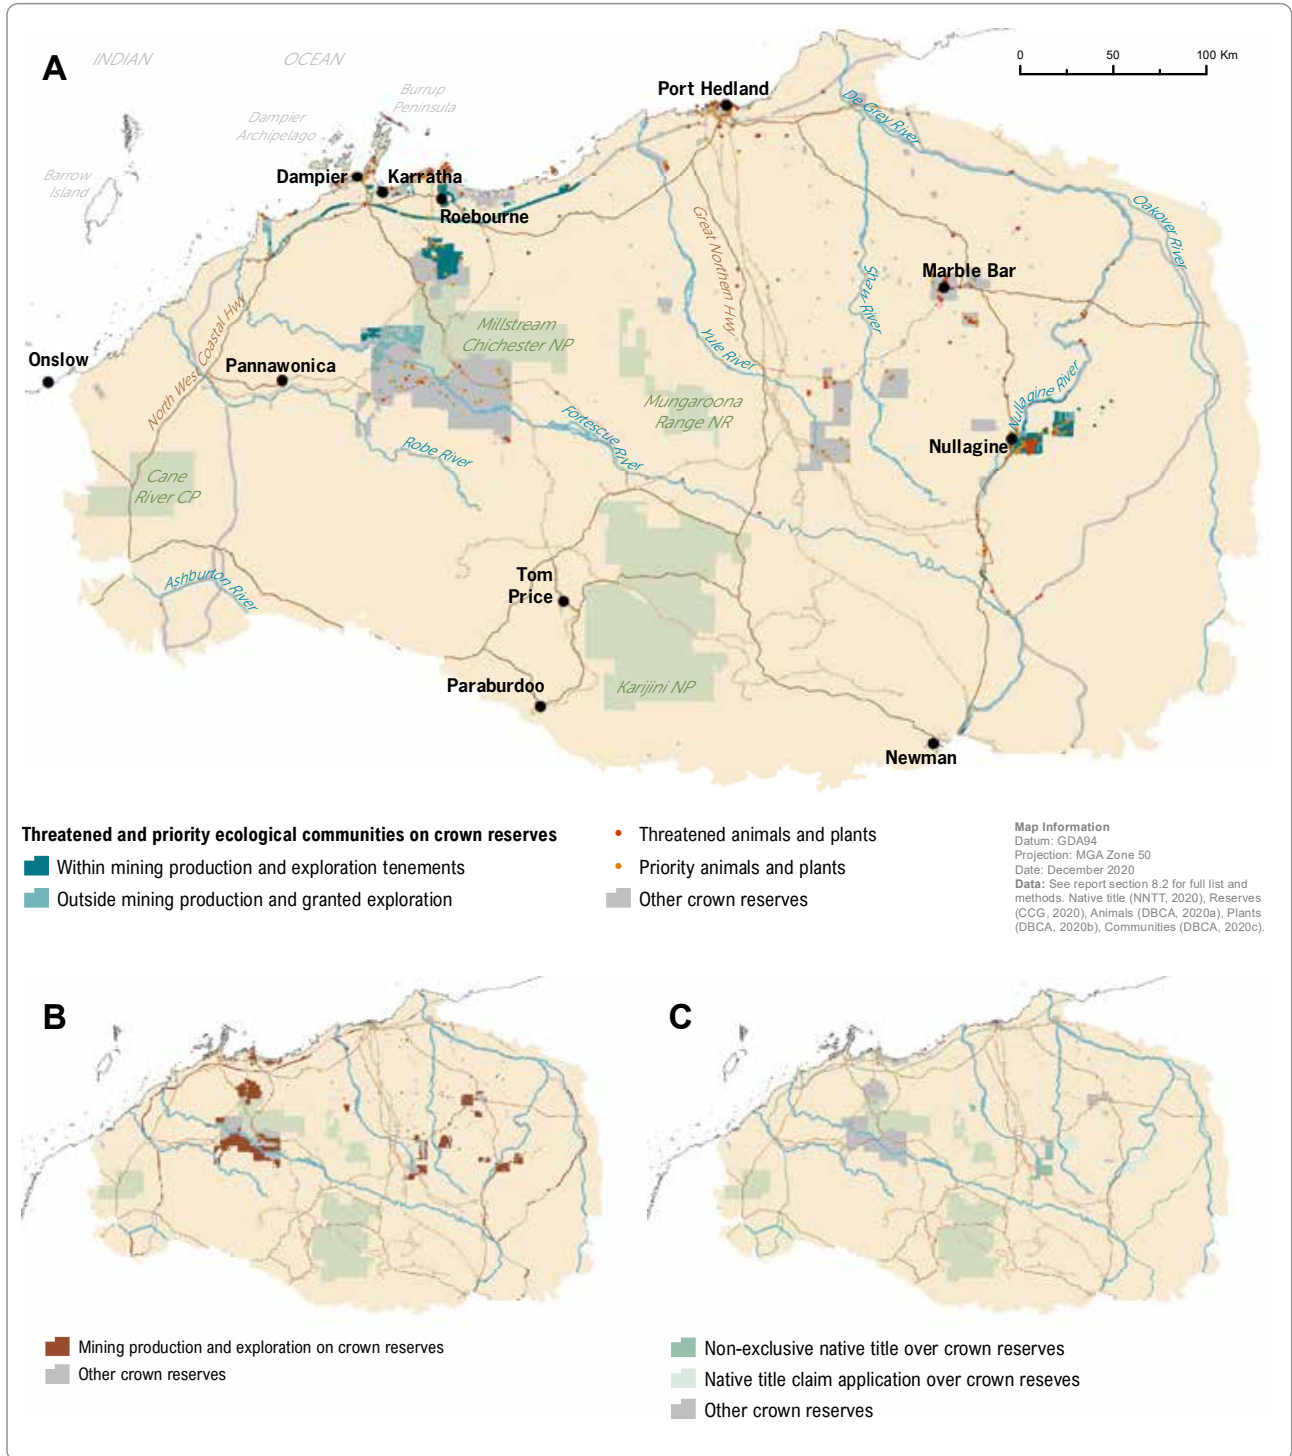 A
INDIAN OCEAN
0 50 100 Km
Burrup
Peninsula
Dampier
Archipelago
Barrow
Island
Port Hedland
De Grey River
Dampier
Karratha
Roebourne
Oakover River
Great Northern Hwy
Shaw River
Marble Bar
Millstream
Chichester NP
North West Coastal Hwy
Yule River
Onslow
Pannawonica
Nullagine River
Mungaroona
Range NR
Fortescue River
Robe River
Nullagine
Cane
River CP
Ashburton River
Tom
Price
Paraburdoo
Karijini NP
Newman
Threatened and priority ecological communities on crown reserves
Within mining production and exploration tenements
Outside mining production and granted exploration
Threatened animals and plants
Priority animals and plants
Other crown reserves
Map Information
Datum: GDA94
Projection: MGA Zone 50
Date: December 2020
Data: See report section 8.2 for full list and
methods. Native title (NNTT, 2020), Reserves
(CCG, 2020), Animals (DBCA, 2020a), Plants
(DBCA, 2020b), Communities (DBCA, 2020c).
B
Mining production and exploration on crown reserves
Other crown reserves
C
Non-exclusive native title over crown reserves
Native title claim application over crown reseves
Other crown reserves